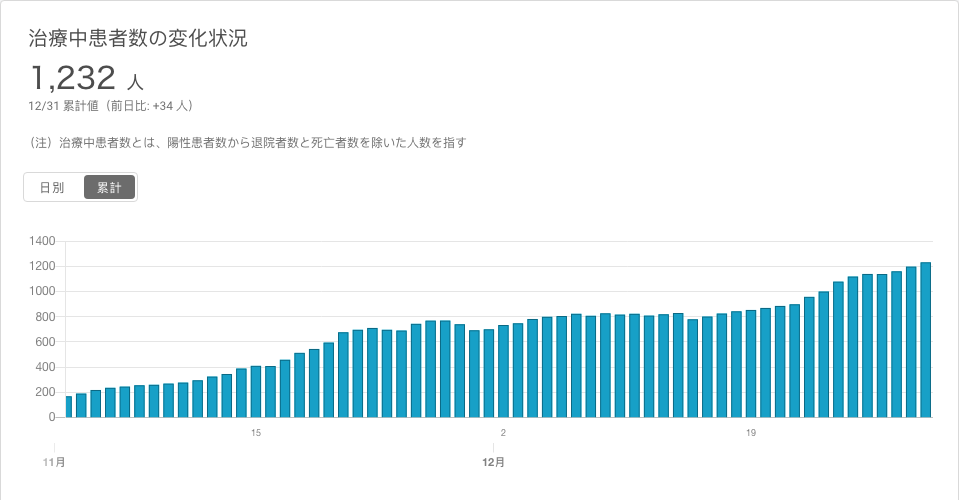 治療中患者数の変化状況
1,232 人
12/31 累計値（前日比: +34 人）
（注）治療中患者数とは、陽性患者数から退院者数と死亡者数を除いた人数を指す
日別 累計
1400
1200
1000
800
600
400
200
0
15 2 19
11月 12月